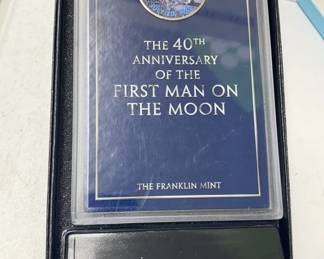 THE 40TH
ANNIVERSARY
OF THE
FIRST MAN ON
THE MOON
THE FRANKLIN MINT